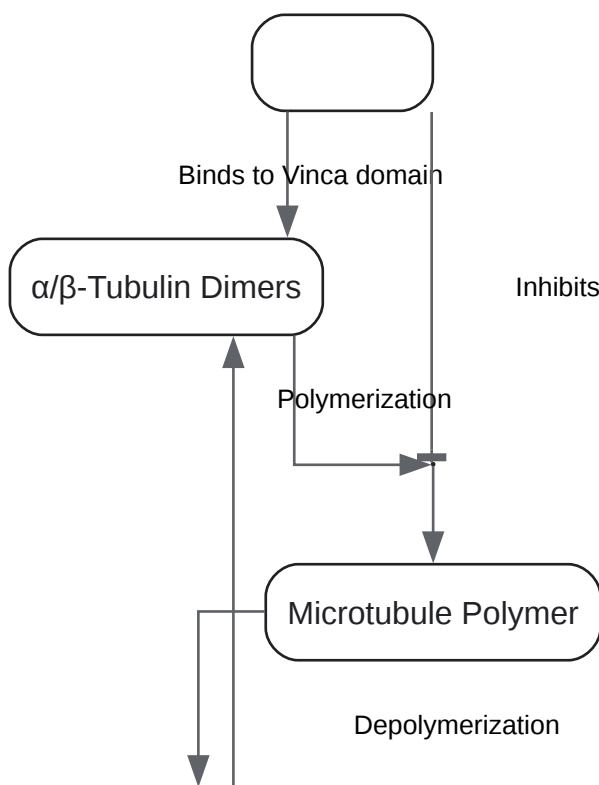 Binds to Vinca domain
α/β-Tubulin Dimers
Inhibits
Polymerization
Microtubule Polymer
Depolymerization